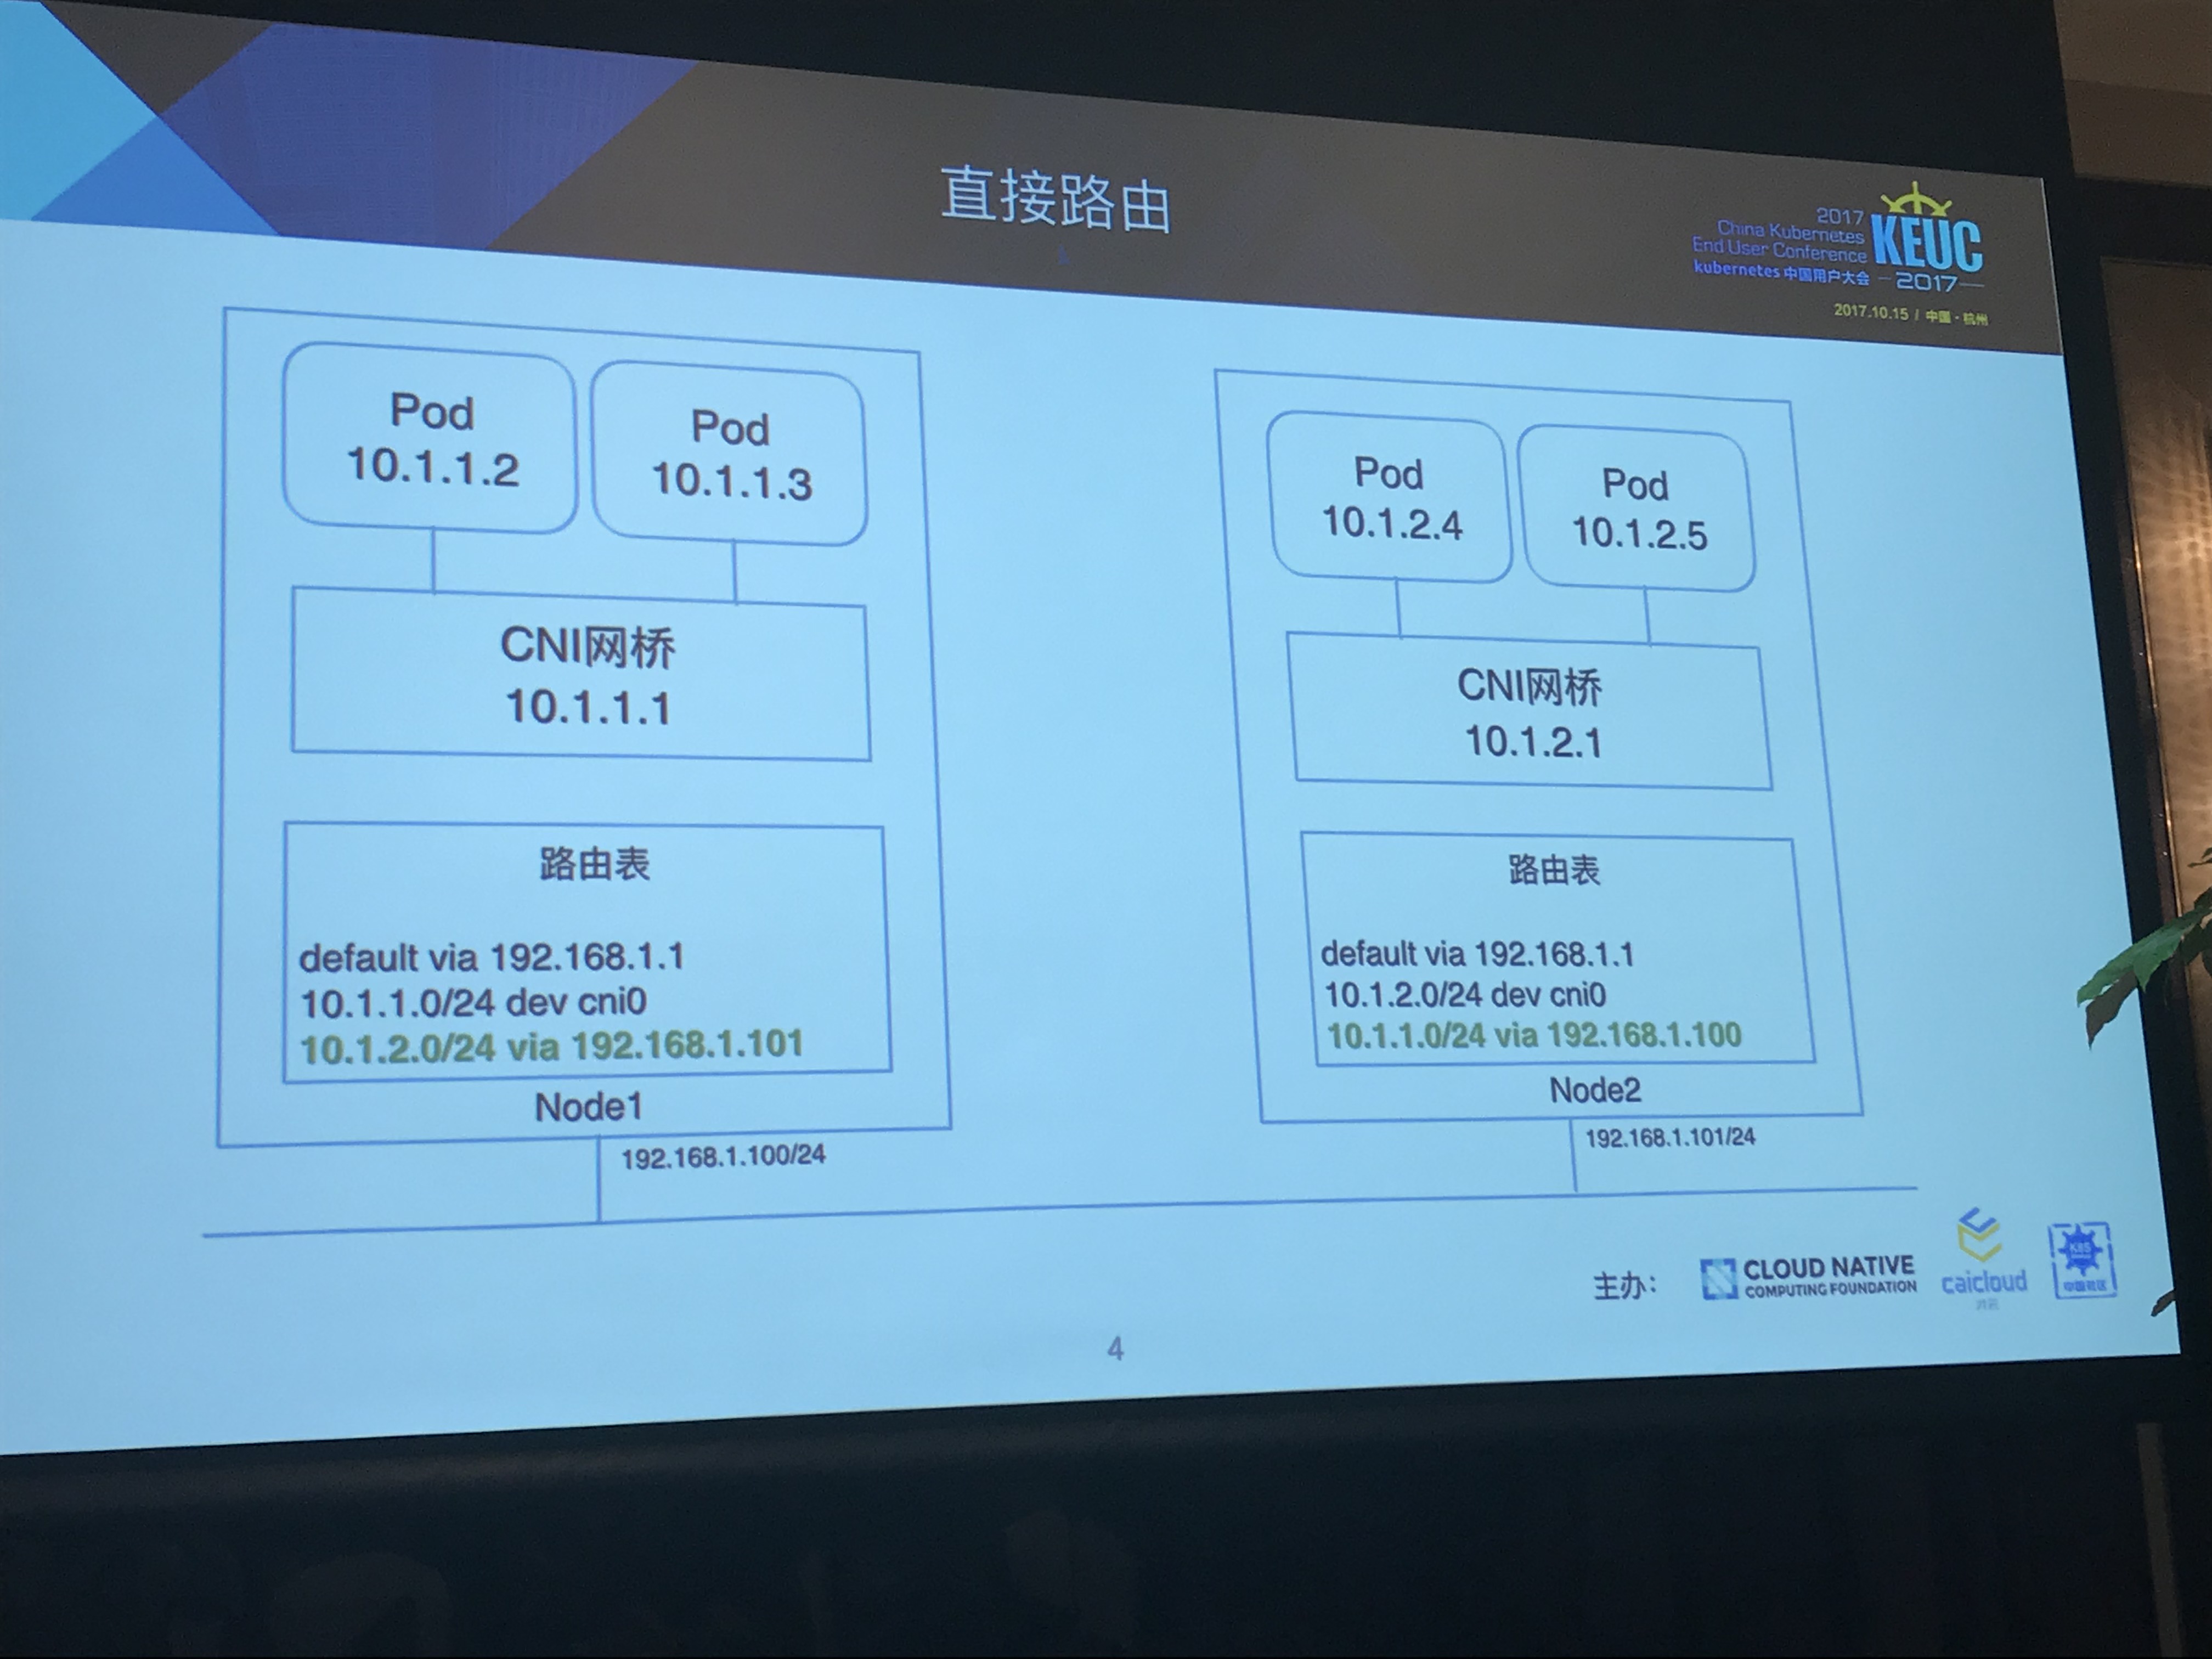 直接路由
2017
China Kubernetes
End User Conference
kubernetes 中国用户大会
KEUC
2017
2017.10.15 / 中国·杭州
Pod
10.1.1.2
Pod
10.1.1.3
CNI网桥
10.1.1.1
路由表
default via 192.168.1.1
10.1.1.0/24 dev cni0
10.1.2.0/24 via 192.168.1.101
Node1
192.168.1.100/24
Pod
10.1.2.4
Pod
10.1.2.5
CNI网桥
10.1.2.1
路由表
default via 192.168.1.1
10.1.2.0/24 dev cni0
10.1.1.0/24 via 192.168.1.100
Node2
192.168.1.101/24
主办：
CLOUD NATIVE
COMPUTING FOUNDATION
caicloud
K8S
中国社区
4